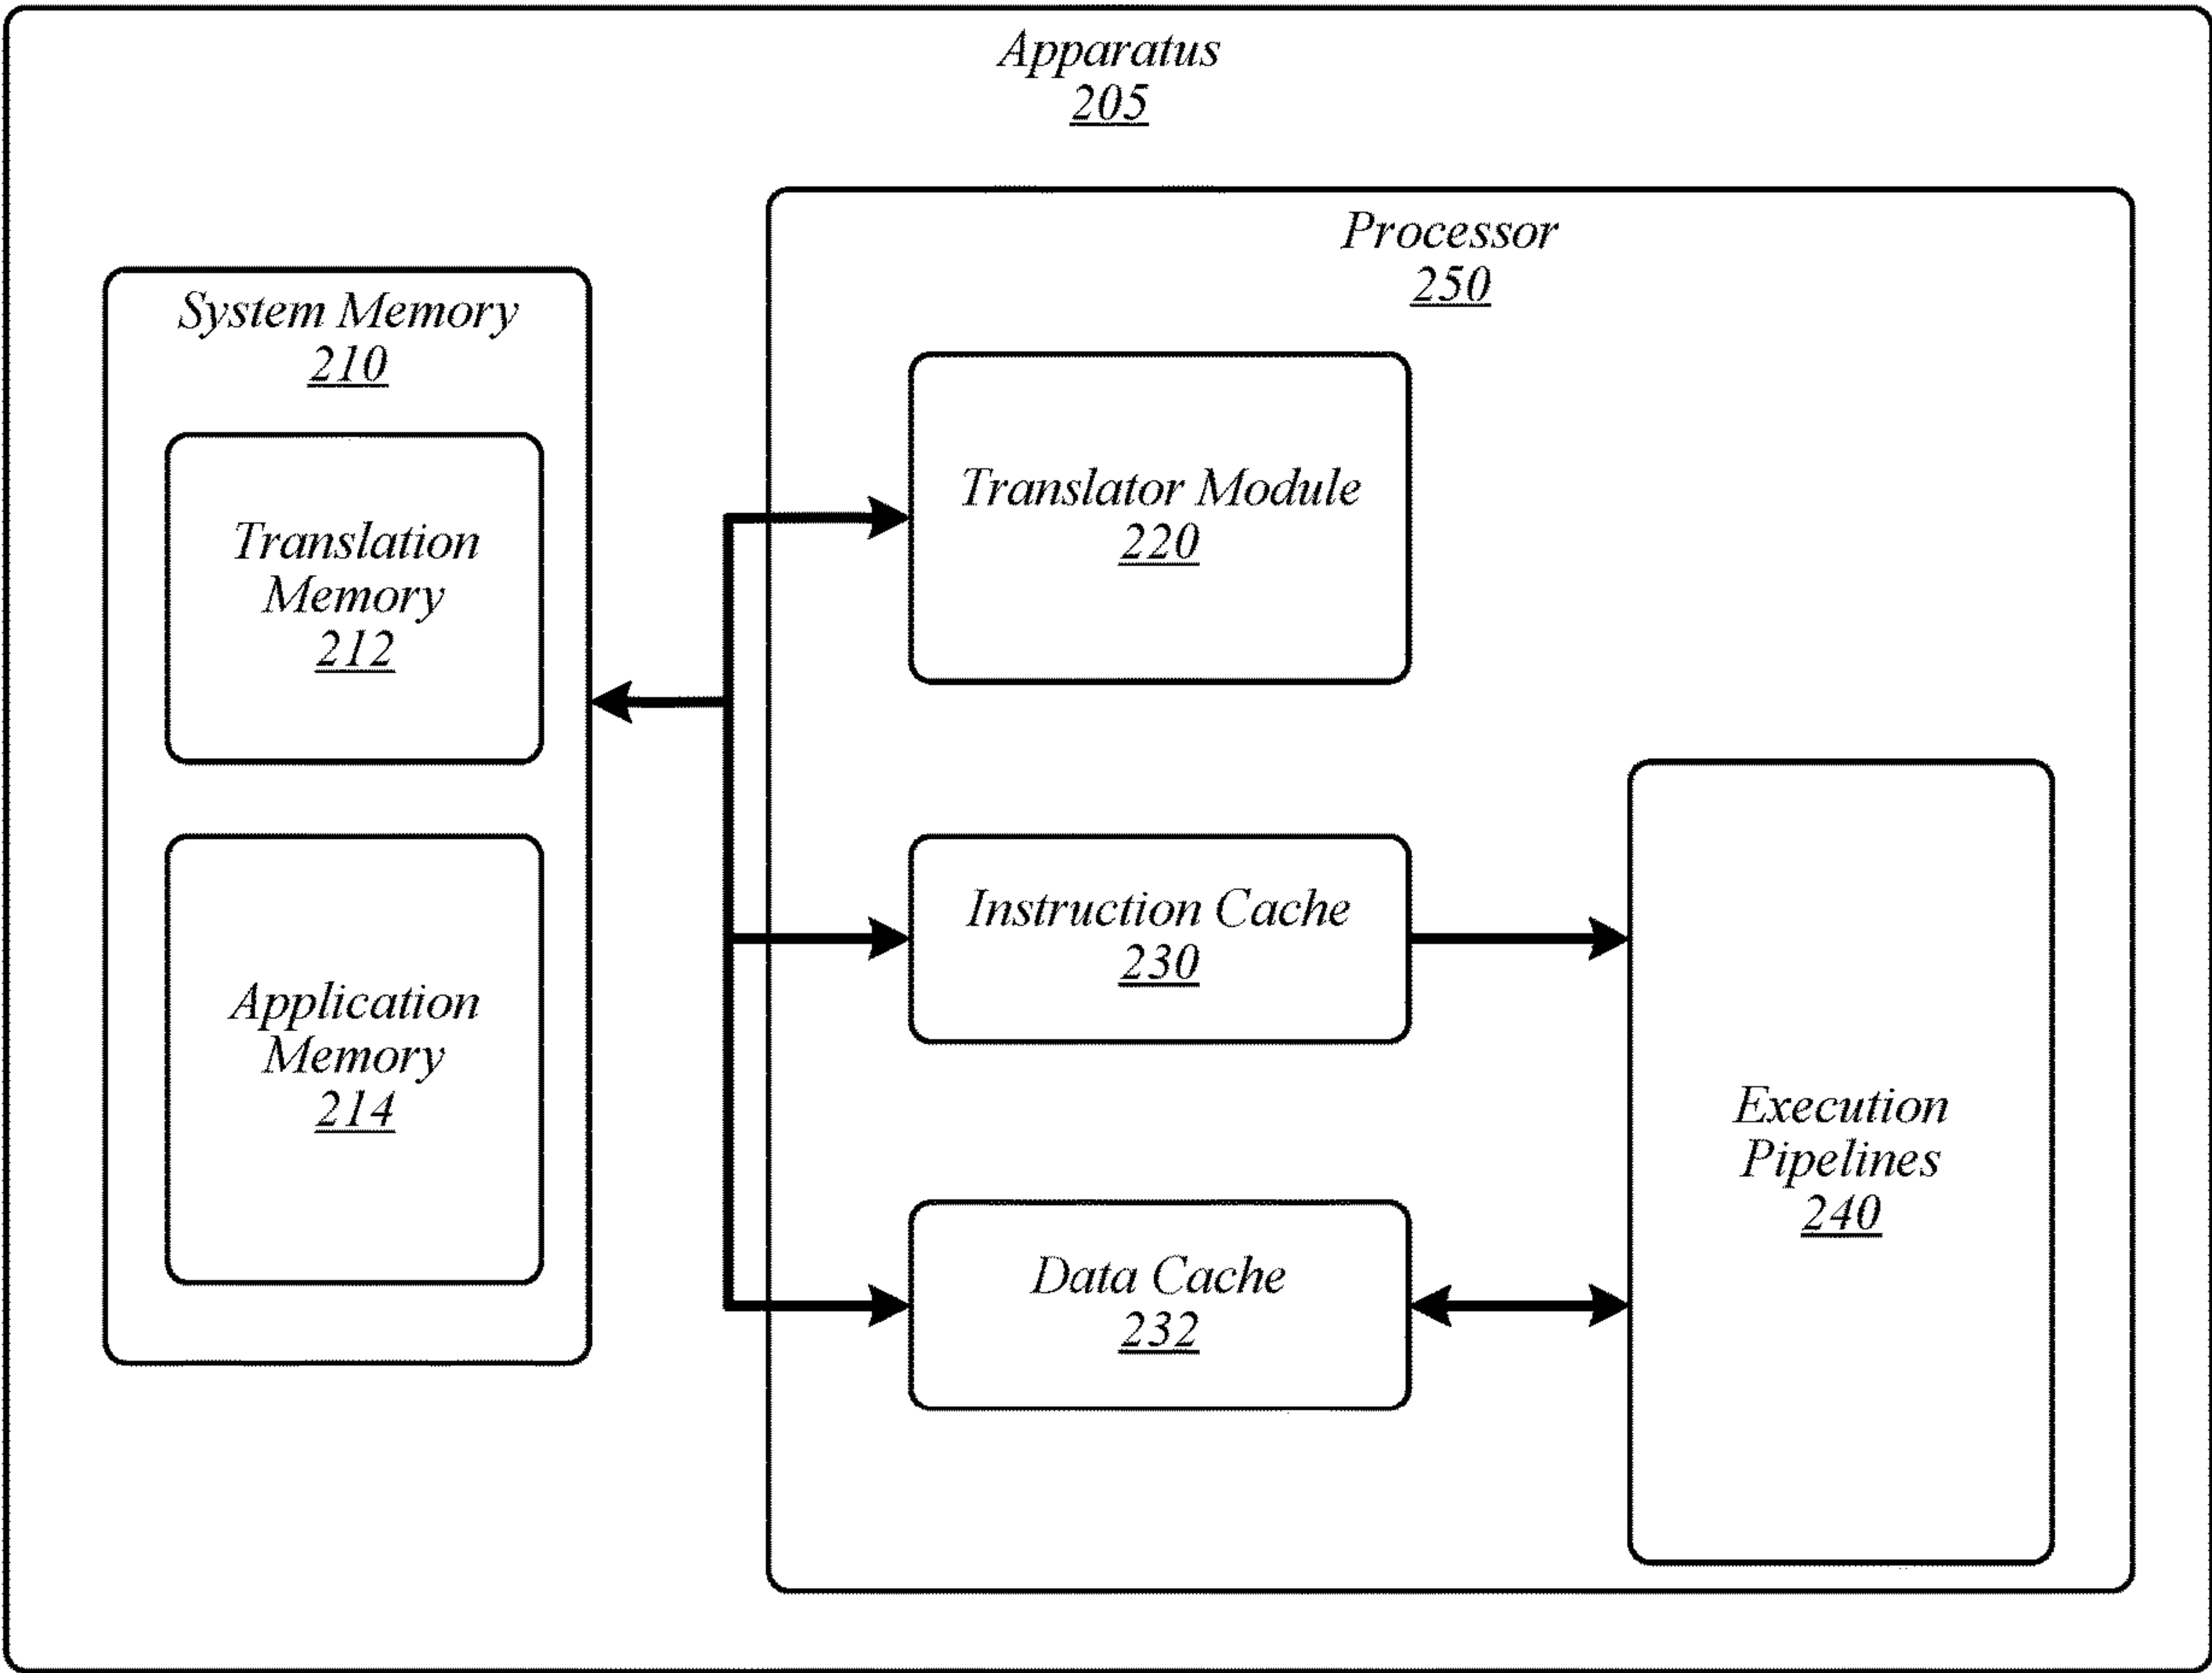 Apparatus
205
Processor
250
System Memory
210
Translation
Memory
212
Application
Memory
214
Translator Module
220
Instruction Cache
230
Data Cache
232
Execution
Pipelines
240